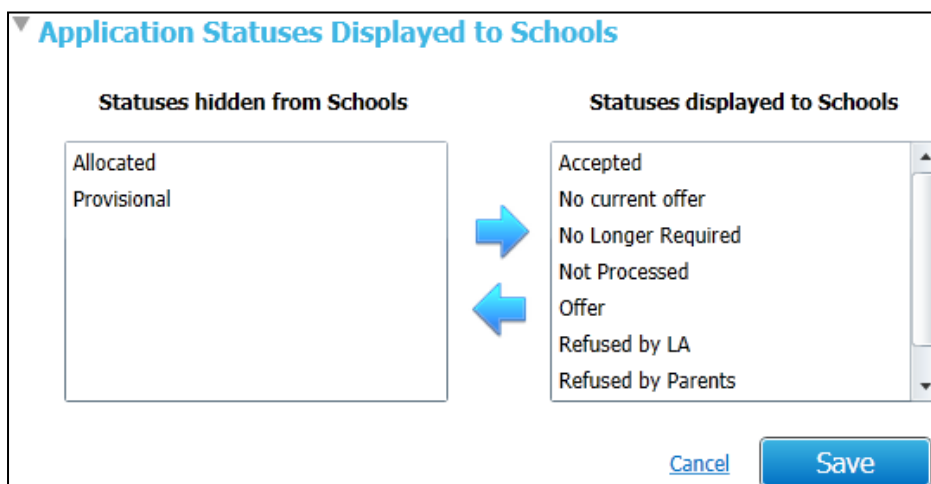 Application Statuses Displayed to Schools
Statuses hidden from Schools
Allocated
Provisional
Statuses displayed to Schools
Accepted
No current offer
No Longer Required
Not Processed
Offer
Refused by LA
Refused by Parents
Cancel
Save